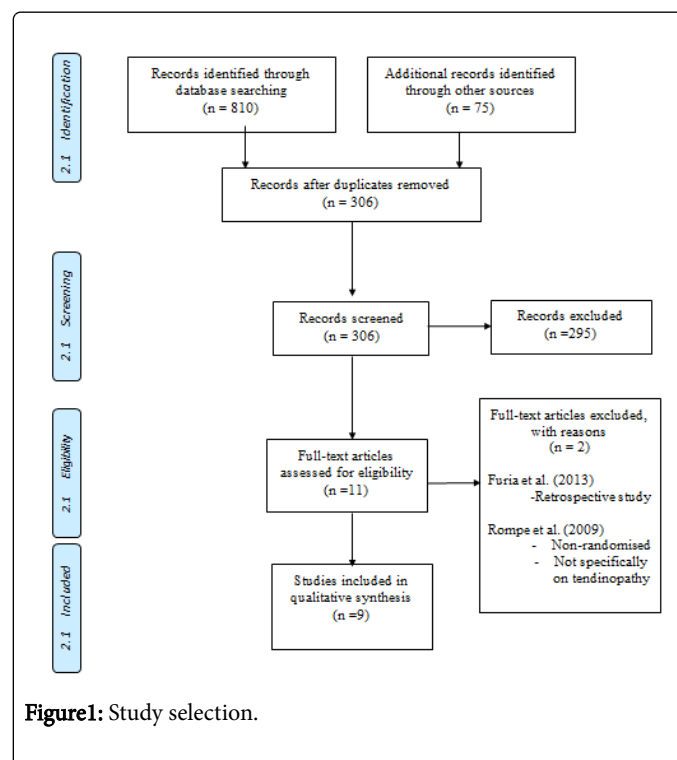 2.1 Identification
Records identified through
database searching
(n = 810)
Additional records identified
through other sources
(n = 75)
Records after duplicates removed
(n = 306)
2.1 Screening
Records screened
(n = 306)
Records excluded
(n =295)
2.1 Eligibility
Full-text articles
assessed for eligibility
(n =11)
Full-text articles excluded,
with reasons
(n = 2)
Furia et al. (2013)
-Retrospective study
Rompe et al. (2009)
- Non-randomised
- Not specifically
on tendinopathy
2.1 Included
Studies included in
qualitative synthesis
(n =9)
Figure1: Study selection.